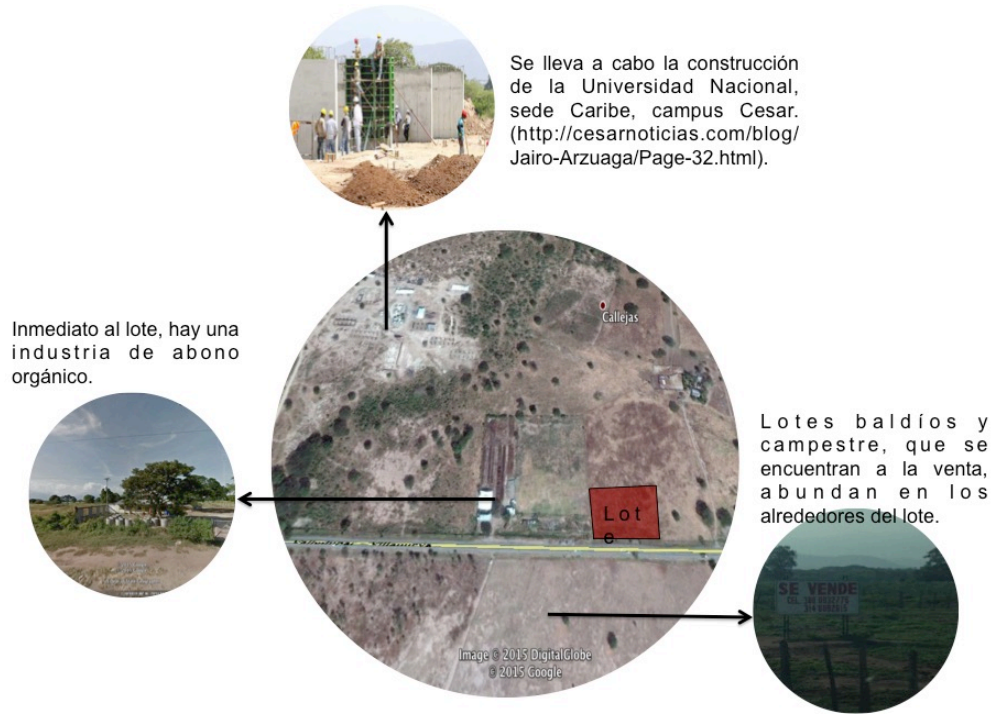 Se lleva a cabo la construcción
de la Universidad Nacional,
sede Caribe, campus Cesar.
(http://cesarnoticias.com/blog/
Jairo-Arzuaga/Page-32.html).
Callejas
Inmediato al lote, hay una
industria de abono
orgánico.
Lotes baldíos y
campestre, que se
encuentran a la venta,
abundan en los
alrededores del lote.
Lot
e
SE VENDE
Image © 2015 DigitalGlobe
© 2015 Google